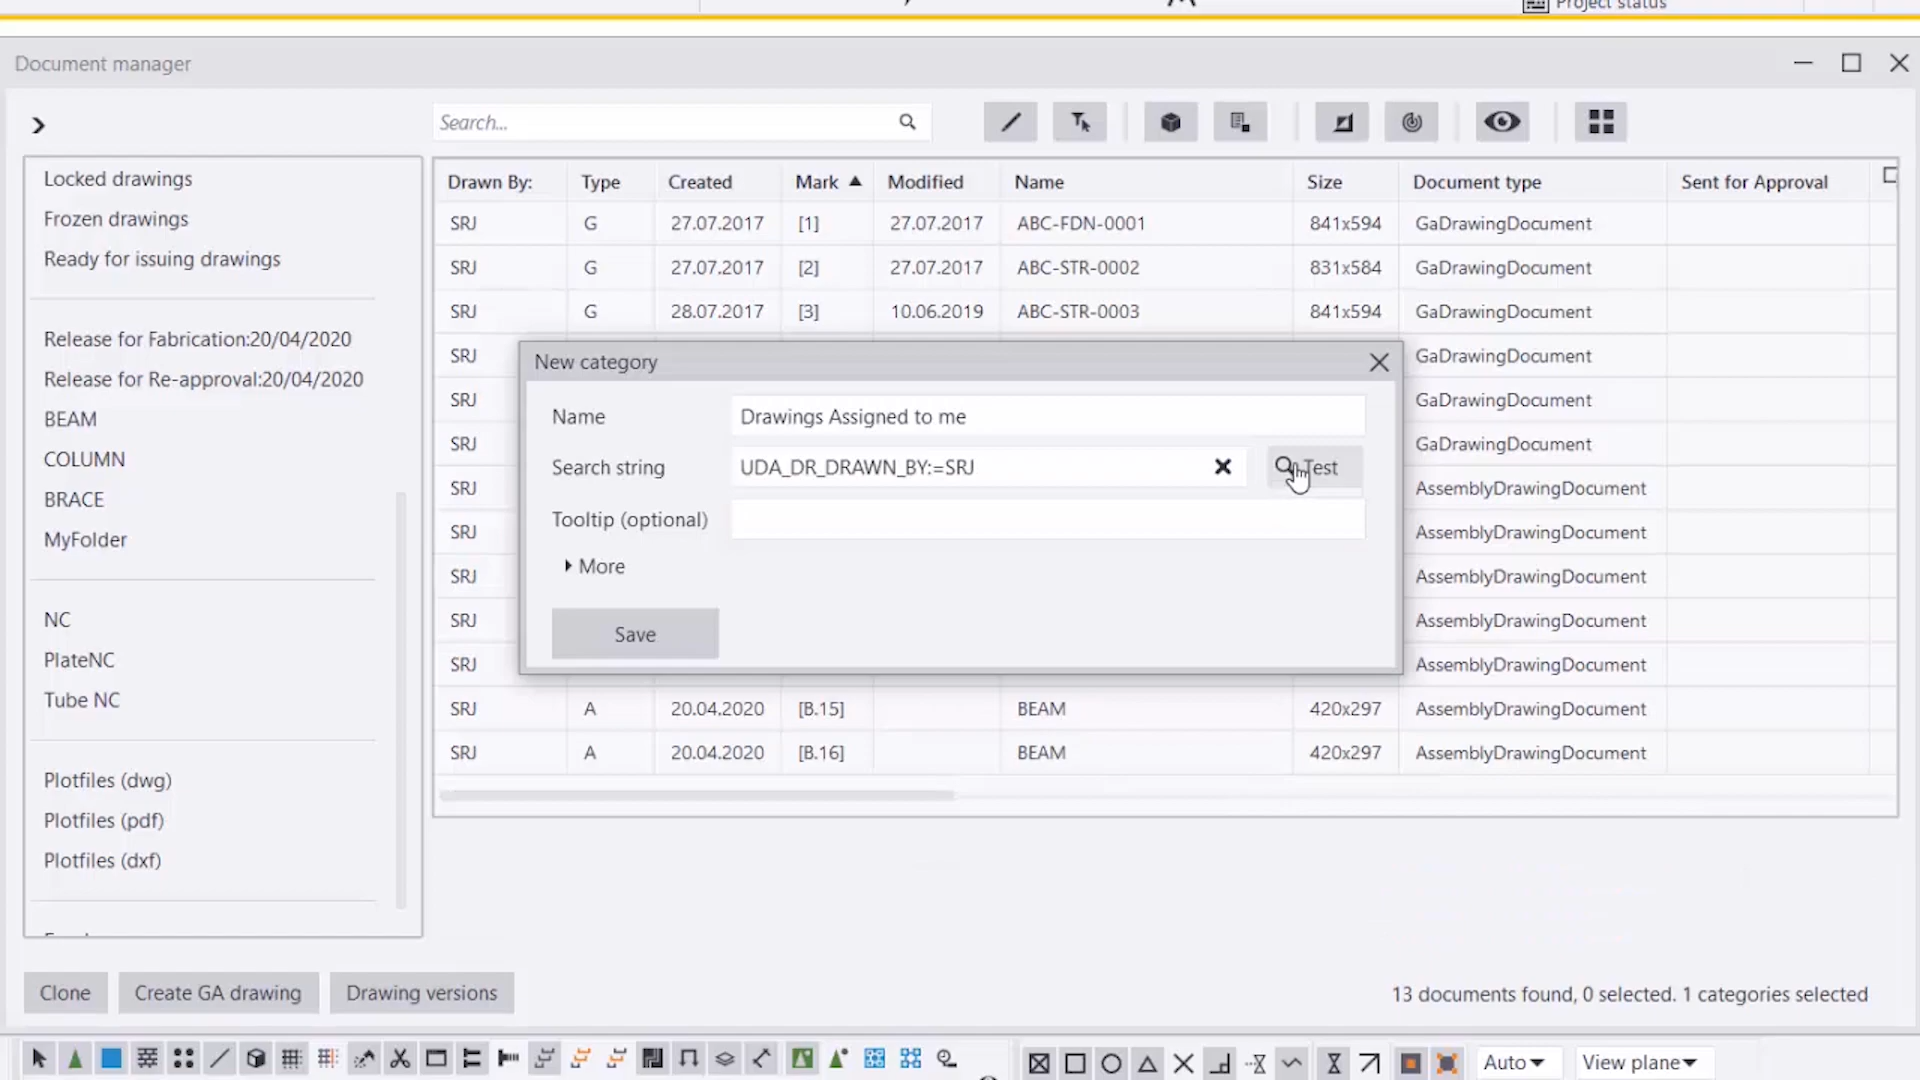 Project status
Document manager
Search...
Locked drawings
Frozen drawings
Ready for issuing drawings
Release for Fabrication:20/04/2020
Release for Re-approval:20/04/2020
BEAM
COLUMN
BRACE
MyFolder
NC
PlateNC
Tube NC
Plotfiles (dwg)
Plotfiles (pdf)
Plotfiles (dxf)
Drawn By: Type Created Mark Modified Name Size Document type Sent for Approval
SRJ G 27.07.2017 [1] 27.07.2017 ABC-FDN-0001 841x594 GaDrawingDocument
SRJ G 27.07.2017 [2] 27.07.2017 ABC-STR-0002 831x584 GaDrawingDocument
SRJ G 28.07.2017 [3] 10.06.2019 ABC-STR-0003 841x594 GaDrawingDocument
SRJ GaDrawingDocument
SRJ GaDrawingDocument
SRJ GaDrawingDocument
SRJ AssemblyDrawingDocument
SRJ AssemblyDrawingDocument
SRJ AssemblyDrawingDocument
SRJ AssemblyDrawingDocument
SRJ AssemblyDrawingDocument
SRJ A 20.04.2020 [B.15] BEAM 420x297 AssemblyDrawingDocument
SRJ A 20.04.2020 [B.16] BEAM 420x297 AssemblyDrawingDocument
New category
Name Drawings Assigned to me
Search string UDA_DR_DRAWN_BY:=SRJ Test
Tooltip (optional)
More
Save
Clone Create GA drawing Drawing versions
13 documents found, 0 selected. 1 categories selected
Auto View plane